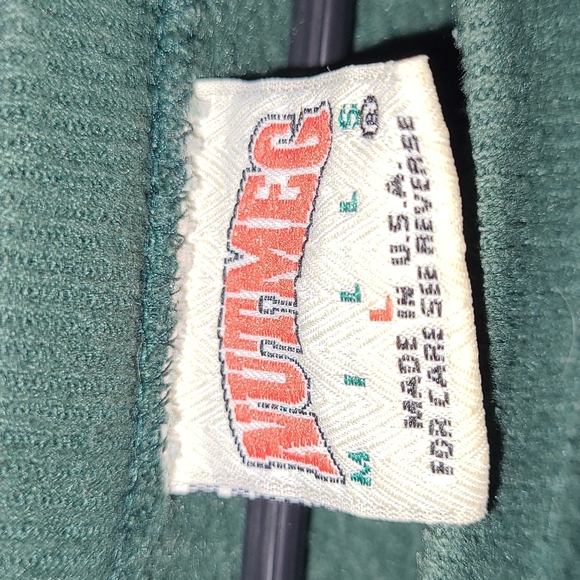 NUTMEG
MILLS ®
L
MADE IN U.S.A.
FOR CARE SEE REVERSE